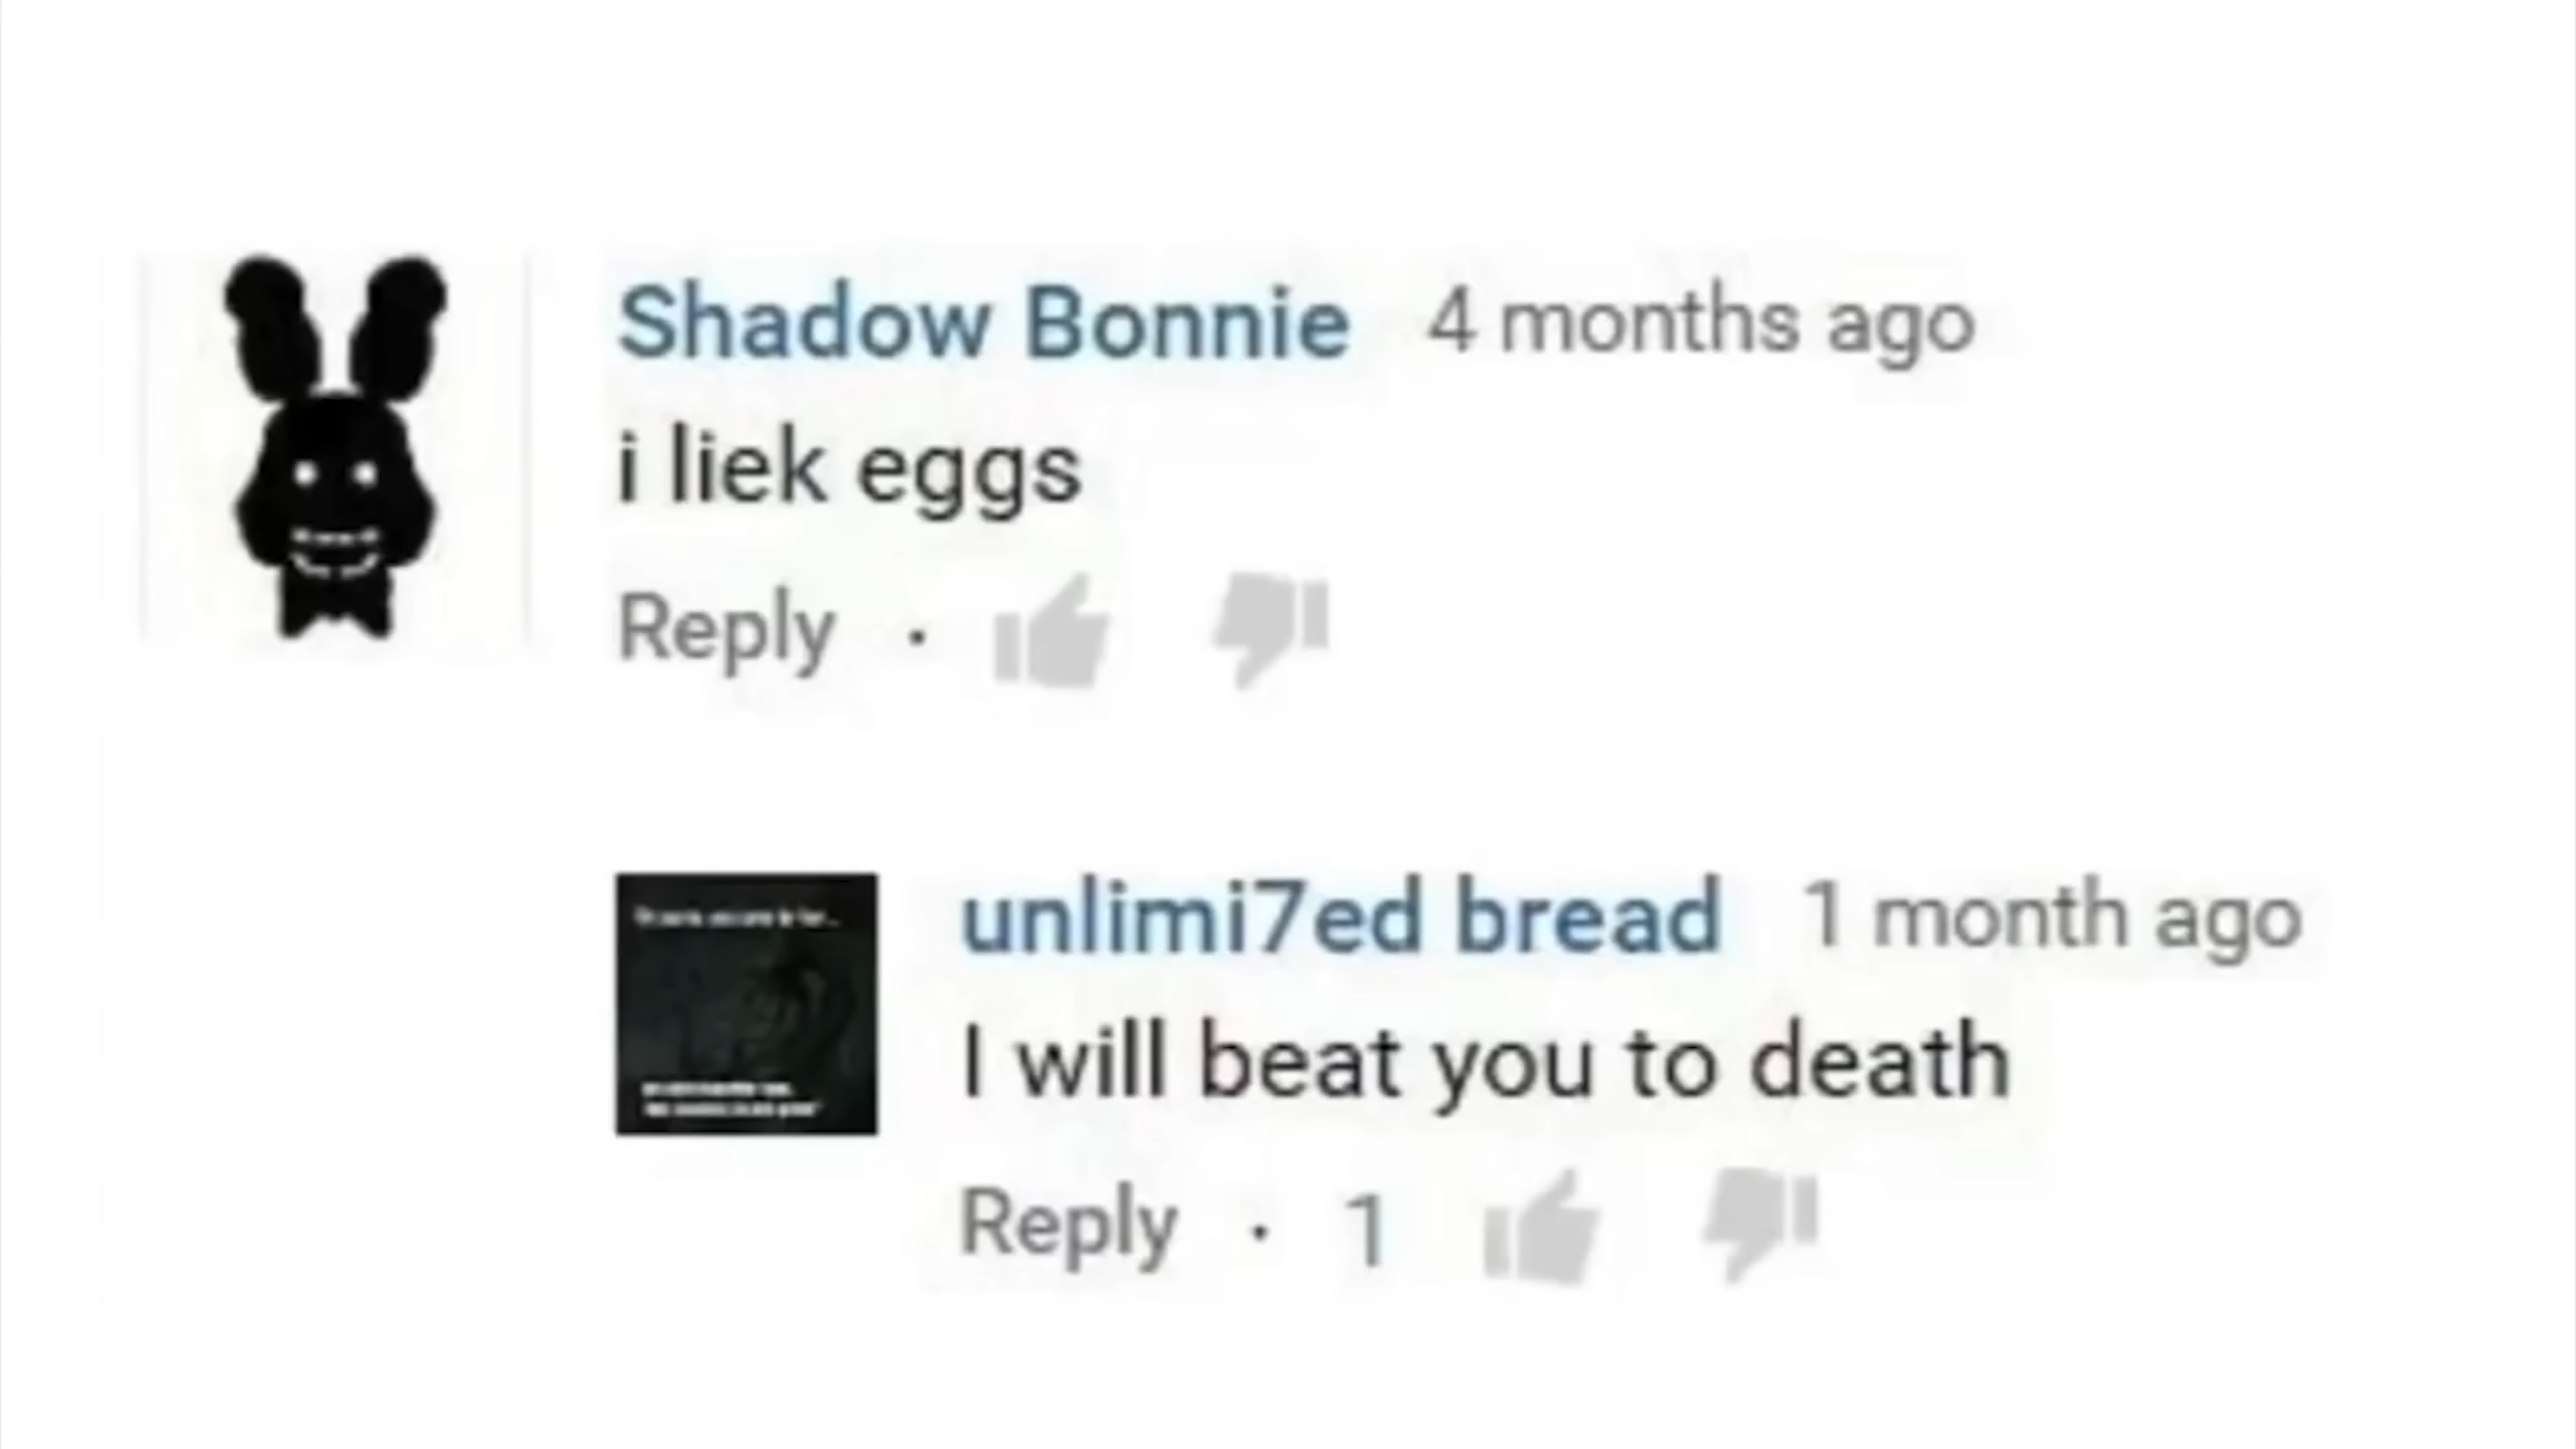 Shadow Bonnie 4 months ago
i liek eggs
Reply ·
unlimi7ed bread 1 month ago
I will beat you to death
Reply · 1